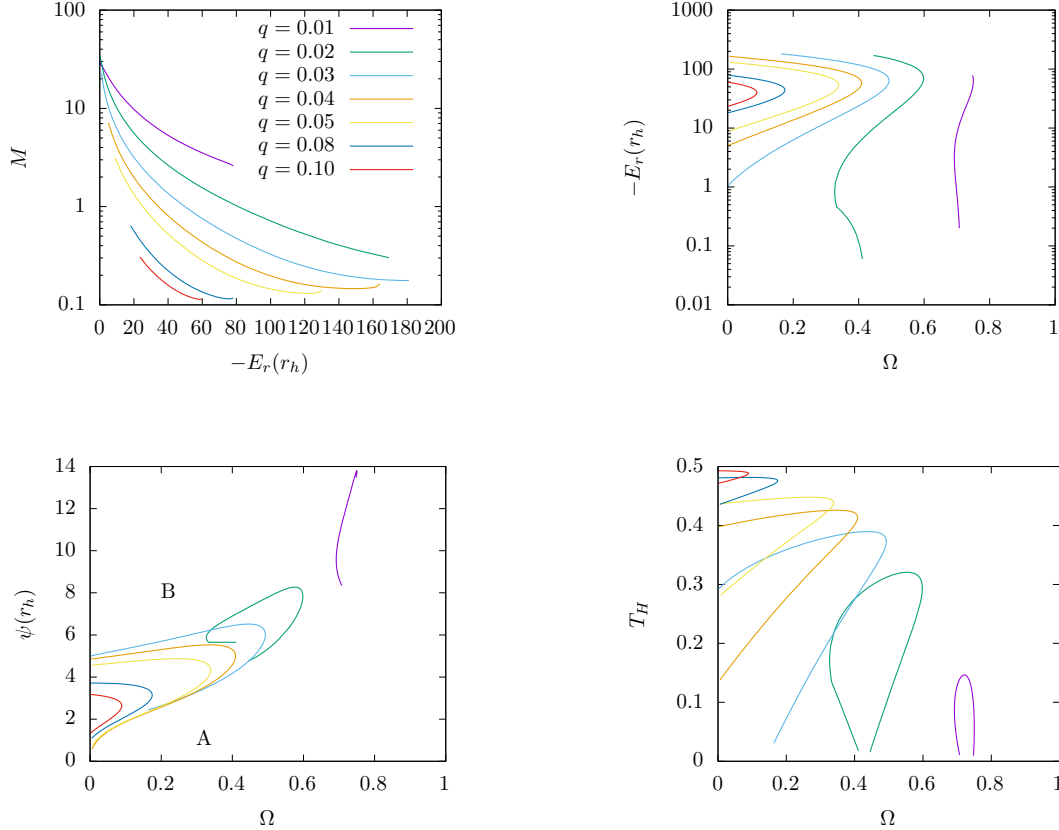 100
10
1
0.1
M
0 20 40 60 80 100 120 140 160 180 200
−E_r(r_h)
q = 0.01
q = 0.02
q = 0.03
q = 0.04
q = 0.05
q = 0.08
q = 0.10
1000
100
10
1
0.1
0.01
−E_r(r_h)
0 0.2 0.4 0.6 0.8 1
Ω
14
12
10
8
6
4
2
0
ψ(r_h)
B
A
0 0.2 0.4 0.6 0.8 1
Ω
0.5
0.4
0.3
0.2
0.1
0
T_H
0 0.2 0.4 0.6 0.8 1
Ω